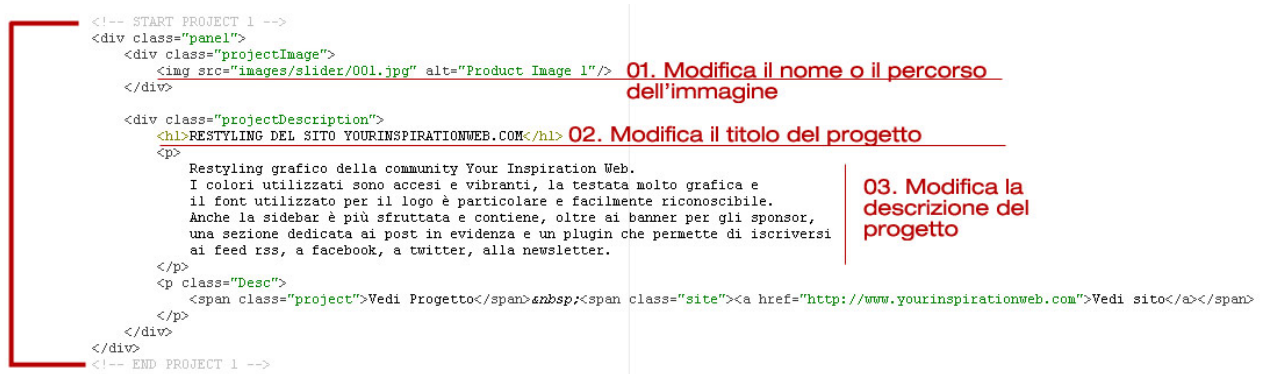 <!-- START PROJECT 1 -->
<div class="panel">
<div class="projectImage">
<img src="images/slider/001.jpg" alt="Product Image 1"/>
01. Modifica il nome o il percorso
dell'immagine
</div>
<div class="projectDescription">
<h1>RESTYLING DEL SITO YOURINSPIRATIONWEB.COM</h1>
02. Modifica il titolo del progetto
<p>
Restyling grafico della community Your Inspiration Web.
I colori utilizzati sono accesi e vibranti, la testata molto grafica e
il font utilizzato per il logo è particolare e facilmente riconoscibile.
Anche la sidebar è più sfruttata e contiene, oltre ai banner per gli sponsor,
una sezione dedicata ai post in evidenza e un plugin che permette di iscriversi
ai feed rss, a facebook, a twitter, alla newsletter.
03. Modifica la
descrizione del
progetto
</p>
<p class="Desc">
<span class="project">Vedi Progetto</span>&nbsp;<span class="site"><a href="http://www.yourinspirationweb.com">Vedi sito</a></span>
</p>
</div>
</div>
<!-- END PROJECT 1 -->